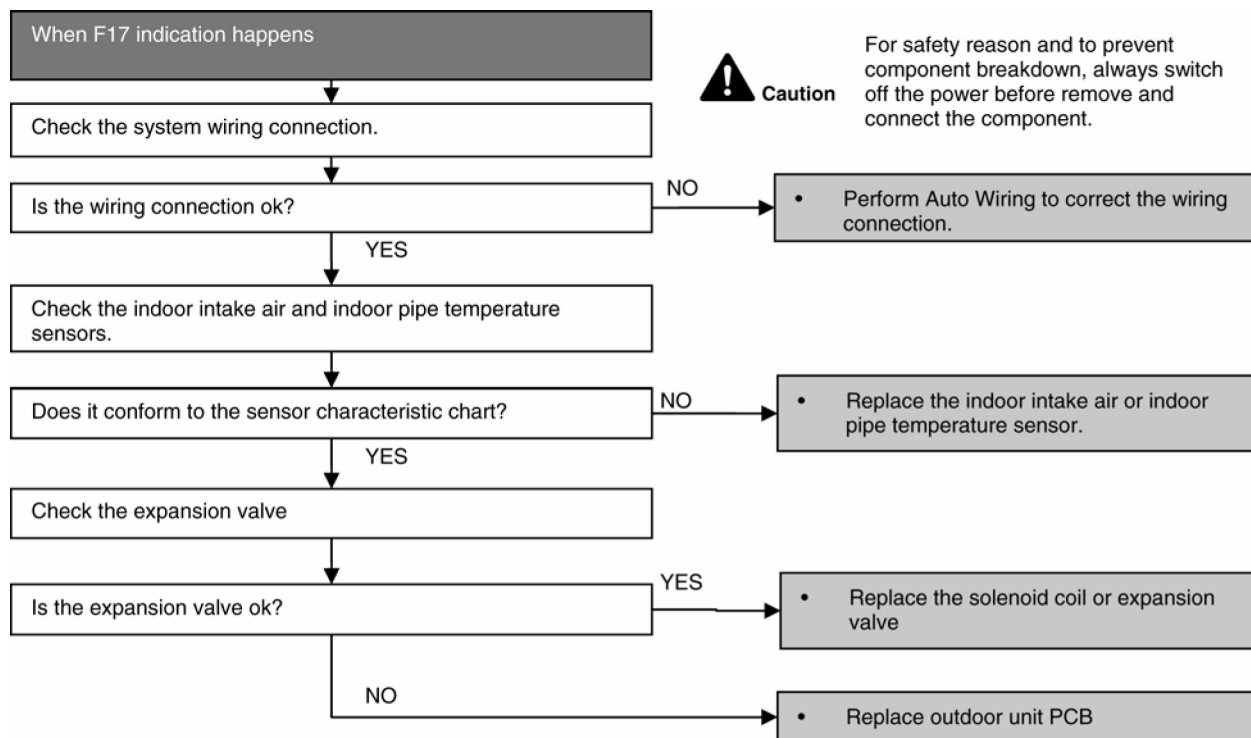 When F17 indication happens
Caution
For safety reason and to prevent
component breakdown, always switch
off the power before remove and
connect the component.
Check the system wiring connection.
Is the wiring connection ok?
NO
• Perform Auto Wiring to correct the wiring
connection.
YES
Check the indoor intake air and indoor pipe temperature
sensors.
Does it conform to the sensor characteristic chart?
NO
• Replace the indoor intake air or indoor
pipe temperature sensor.
YES
Check the expansion valve
Is the expansion valve ok?
YES
• Replace the solenoid coil or expansion
valve
NO
• Replace outdoor unit PCB